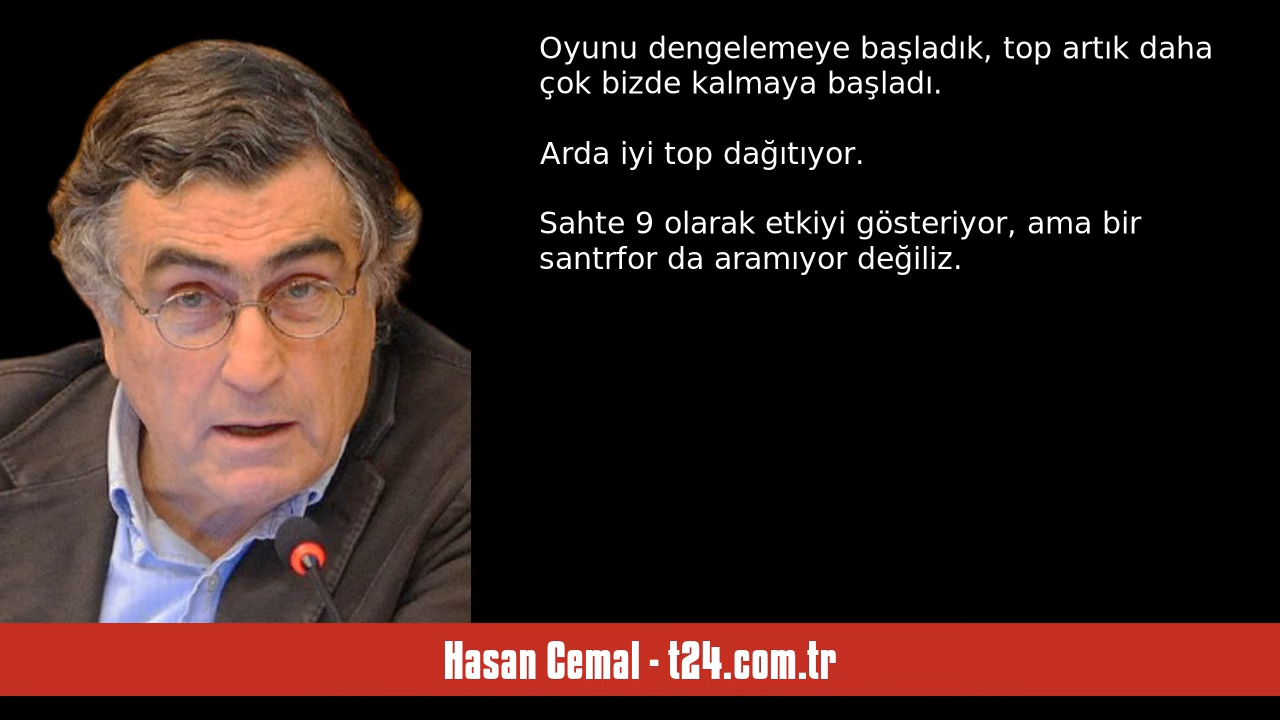 Oyunu dengelemeye başladık, top artık daha
çok bizde kalmaya başladı.
Arda iyi top dağıtıyor.
Sahte 9 olarak etkiyi gösteriyor, ama bir
santrfor da aramıyor değiliz.
Hasan Cemal - t24.com.tr